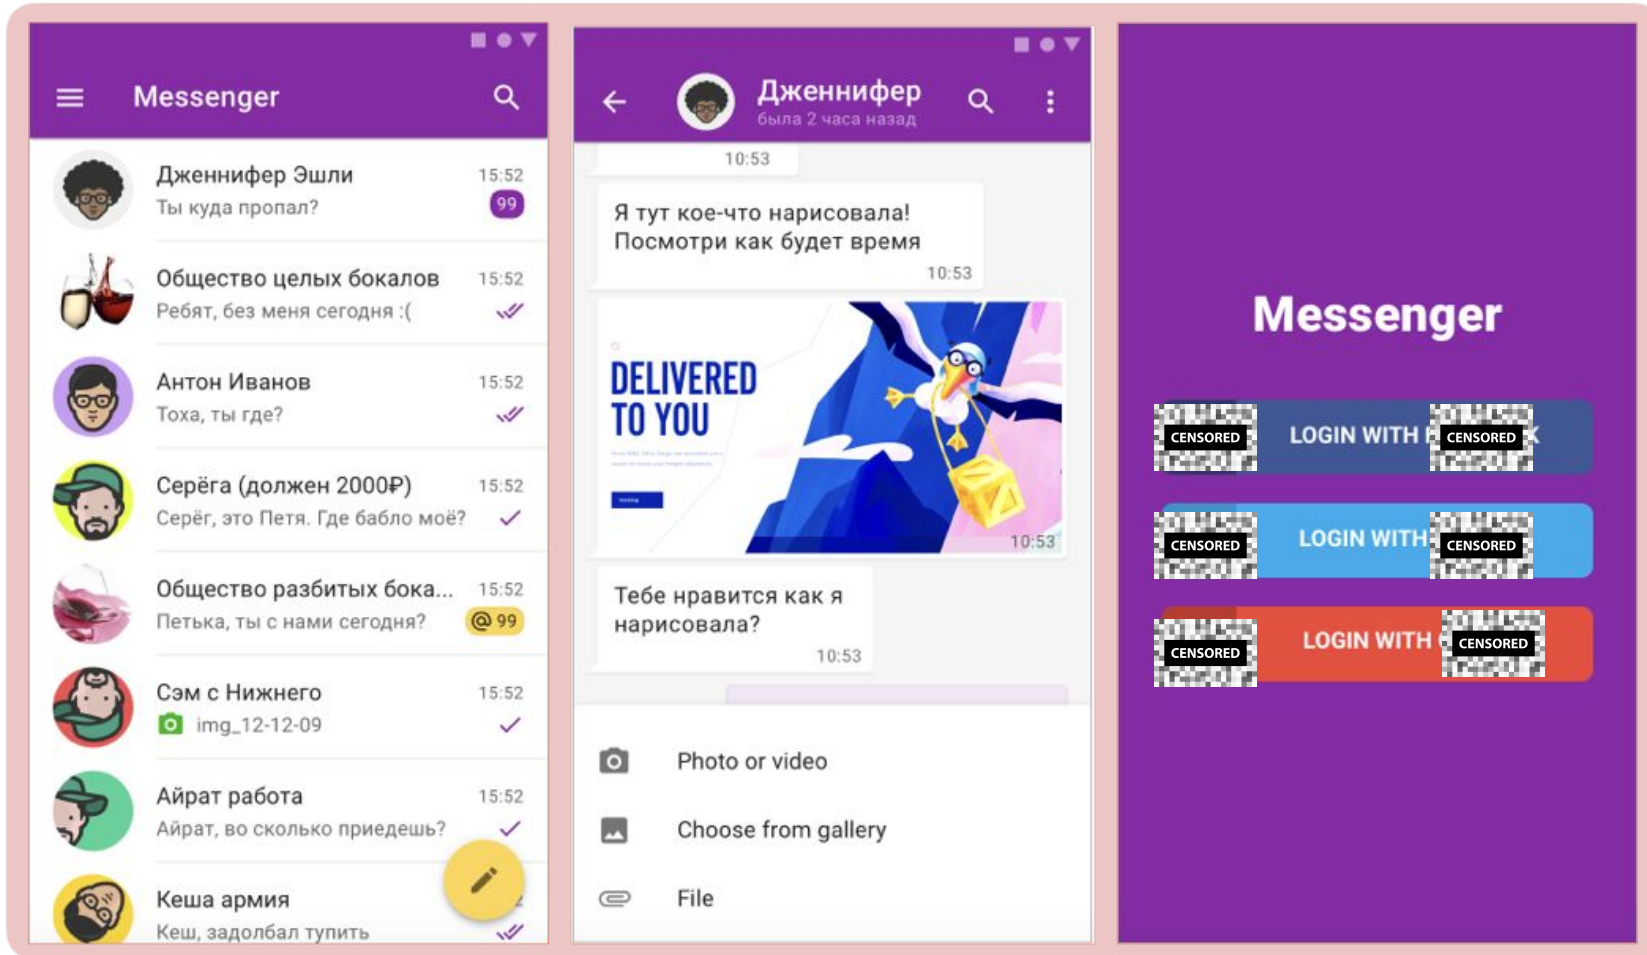 Messenger
Дженнифер Эшли
15:52
Ты куда пропал?
99
Общество целых бокалов
15:52
Ребят, без меня сегодня :(
Антон Иванов
15:52
Тоха, ты где?
Серёга (должен 2000₽)
15:52
Серёг, это Петя. Где бабло моё?
Общество разбитых бока...
15:52
Петька, ты с нами сегодня?
@ 99
Сэм с Нижнего
15:52
img_12-12-09
Айрат работа
15:52
Айрат, во сколько приедешь?
Кеша армия
Кеш, задолбал тупить
Дженнифер
была 2 часа назад
10:53
Я тут кое-что нарисовала!
Посмотри как будет время
10:53
DELIVERED
TO YOU
10:53
Тебе нравится как я
нарисовала?
10:53
Photo or video
Choose from gallery
File
Messenger
CENSORED
LOGIN WITH
CENSORED
CENSORED
LOGIN WITH
CENSORED
CENSORED
LOGIN WITH
CENSORED